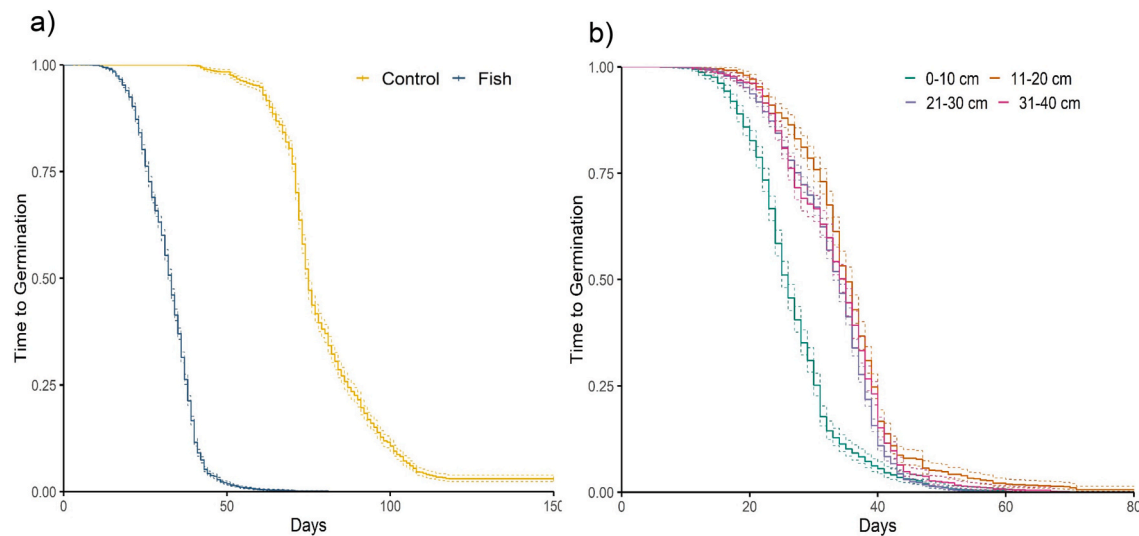 a)
Control Fish
Time to Germination
1.00
0.75
0.50
0.25
0.00
0 50 100 150
Days
b)
0-10 cm 11-20 cm
21-30 cm 31-40 cm
Time to Germination
1.00
0.75
0.50
0.25
0.00
0 20 40 60 80
Days